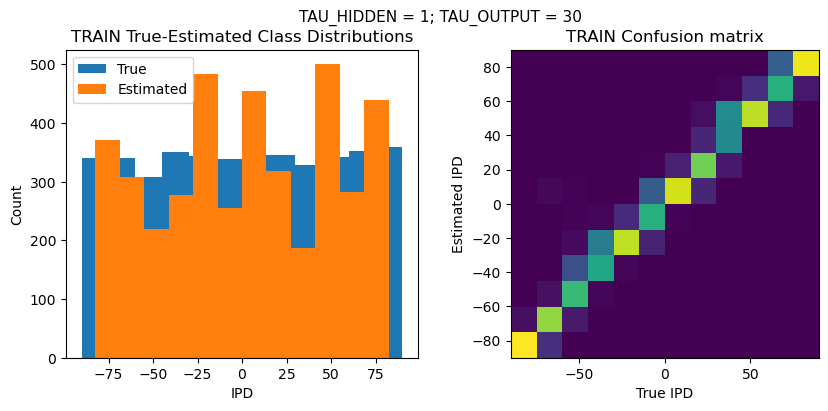 TAU_HIDDEN = 1; TAU_OUTPUT = 30
TRAIN True-Estimated Class Distributions
True
Estimated
500
400
300
200
100
0
Count
−75
−50
−25
0
25
50
75
IPD
TRAIN Confusion matrix
80
60
40
20
0
−20
−40
−60
−80
Estimated IPD
−50
0
50
True IPD